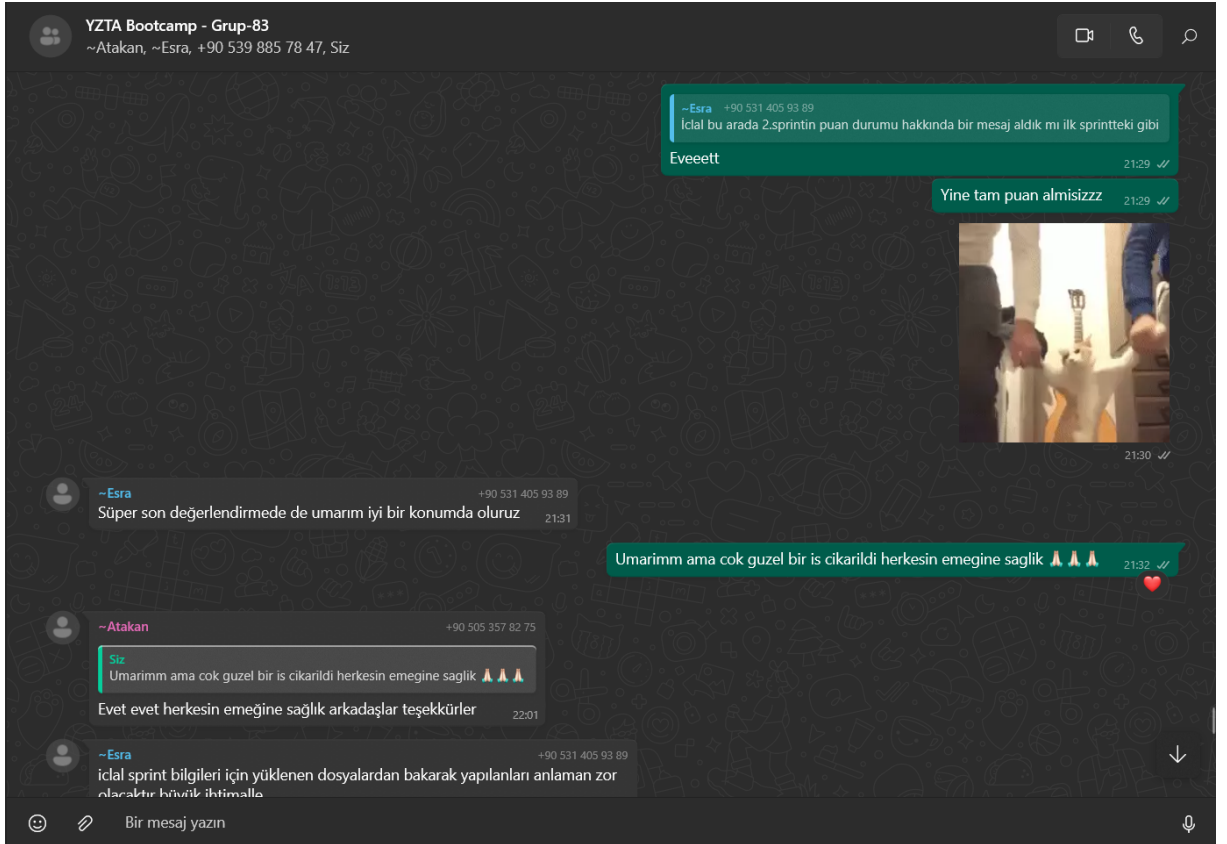 YZTA Bootcamp - Grup-83
~Atakan, ~Esra, +90 539 885 78 47, Siz
~Esra +90 531 405 93 89
İclal bu arada 2.sprintin puan durumu hakkında bir mesaj aldık mı ilk sprintteki gibi
Eveeett
21:29
Yine tam puan almisizzz
21:29
21:30
~Esra +90 531 405 93 89
Süper son değerlendirmede de umarım iyi bir konumda oluruz
21:31
Umarimm ama cok guzel bir is cikarildi herkesin emegine saglik 🙏🏻🙏🏻🙏🏻
21:32
~Atakan +90 505 357 82 75
Siz
Umarimm ama cok guzel bir is cikarildi herkesin emegine saglik 🙏🏻🙏🏻🙏🏻
Evet evet herkesin emeğine sağlık arkadaşlar teşekkürler
22:01
~Esra +90 531 405 93 89
iclal sprint bilgileri için yüklenen dosyalardan bakarak yapılanları anlaman zor
olacaktır büyük ihtimalle
Bir mesaj yazın